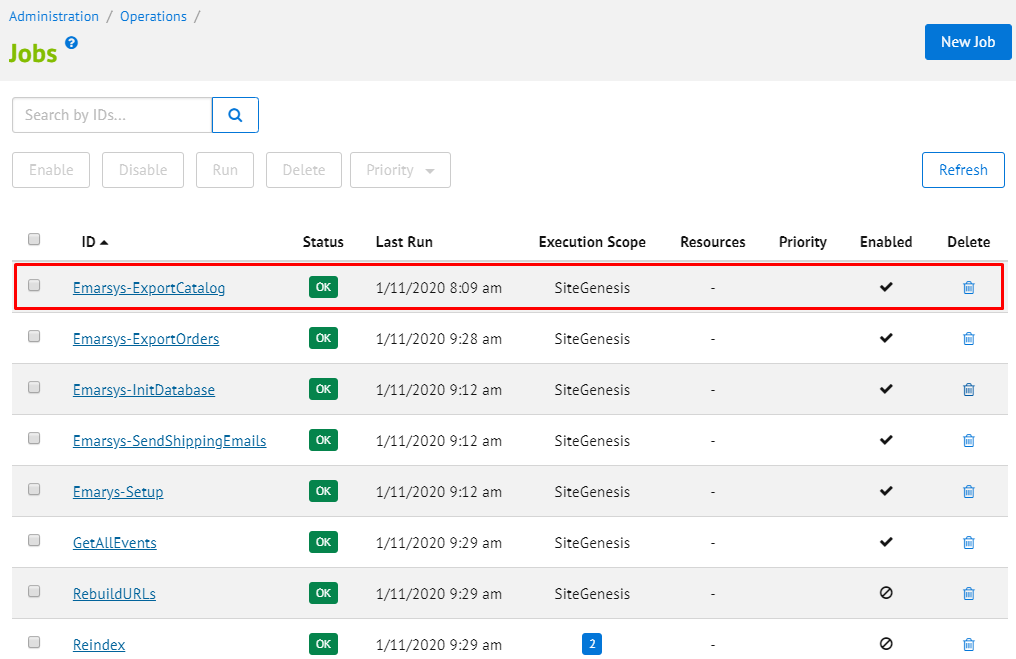 Administration / Operations /
Jobs ?
New Job
Search by IDs...
Enable Disable Run Delete Priority Refresh
ID Status Last Run Execution Scope Resources Priority Enabled Delete
Emarsys-ExportCatalog OK 1/11/2020 8:09 am SiteGenesis -
Emarsys-ExportOrders OK 1/11/2020 9:28 am SiteGenesis -
Emarsys-InitDatabase OK 1/11/2020 9:12 am SiteGenesis -
Emarsys-SendShippingEmails OK 1/11/2020 9:12 am SiteGenesis -
Emarys-Setup OK 1/11/2020 9:12 am SiteGenesis -
GetAllEvents OK 1/11/2020 9:29 am SiteGenesis -
RebuildURLs OK 1/11/2020 9:29 am SiteGenesis -
Reindex OK 1/11/2020 9:29 am 2 -